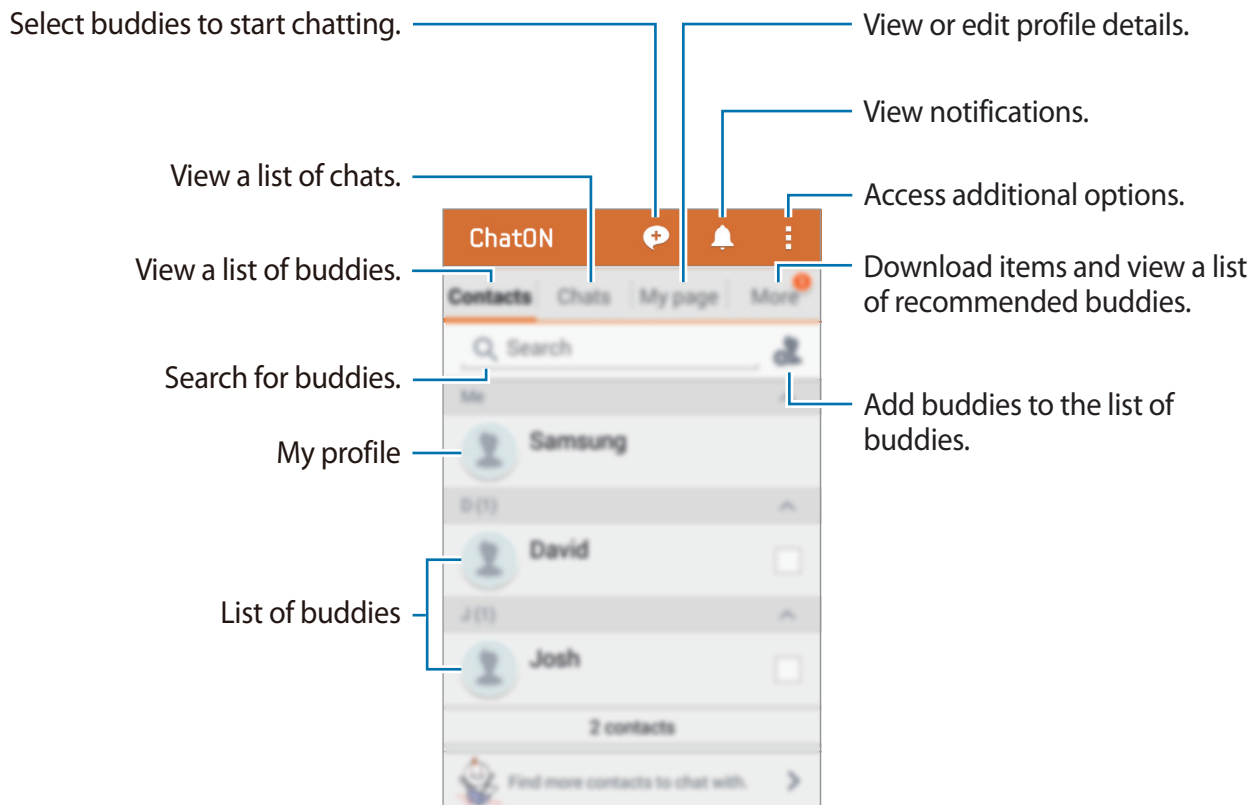 Select buddies to start chatting.
View or edit profile details.
View notifications.
View a list of chats.
Access additional options.
ChatON
View a list of buddies.
Download items and view a list
of recommended buddies.
Contacts
Chats
My page
More
Search
Search for buddies.
Me
Add buddies to the list of
buddies.
My profile
Samsung
D (1)
David
List of buddies
J (1)
Josh
2 contacts
Find more contacts to chat with.